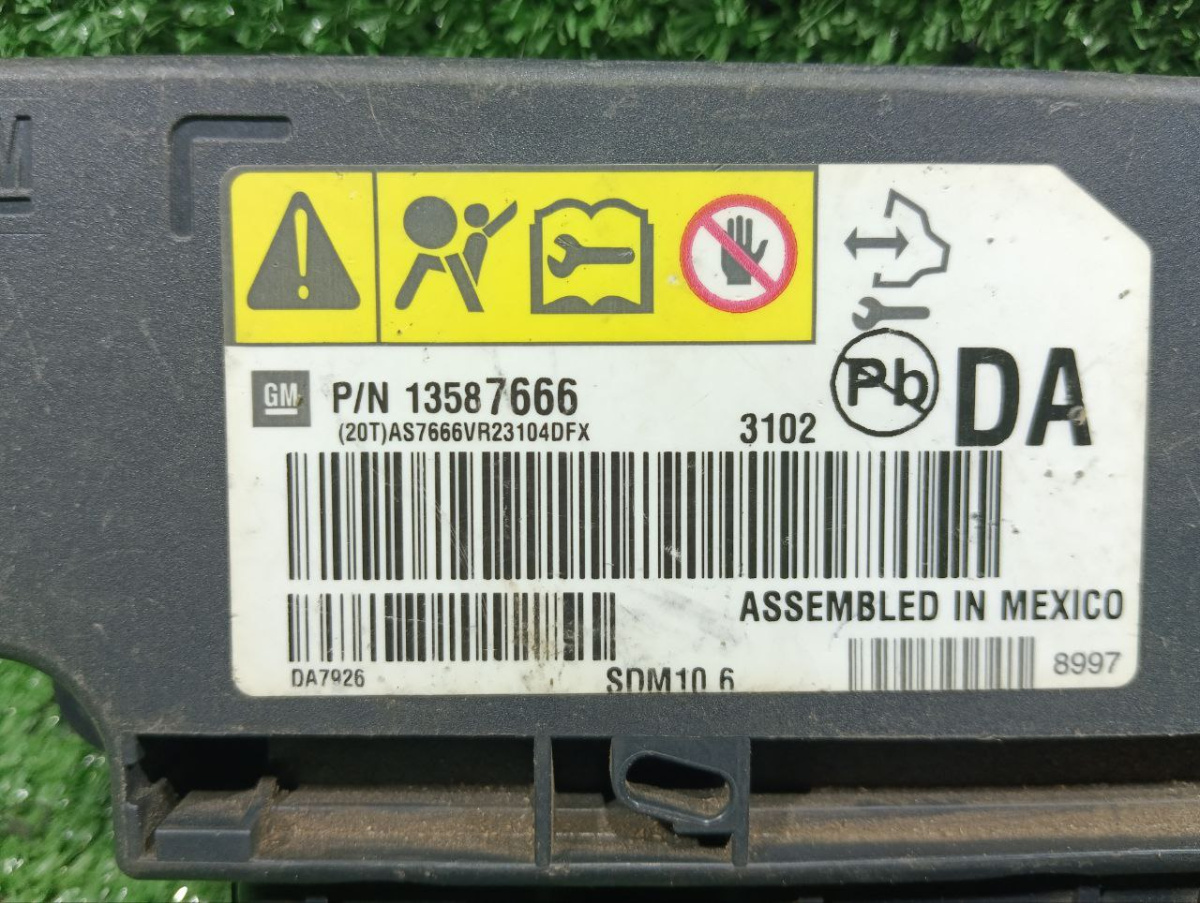 GM P/N 13587666
(20T)AS7666VR23104DFX
3102
Pb
DA
ASSEMBLED IN MEXICO
DA7926
SDM10 6
8997